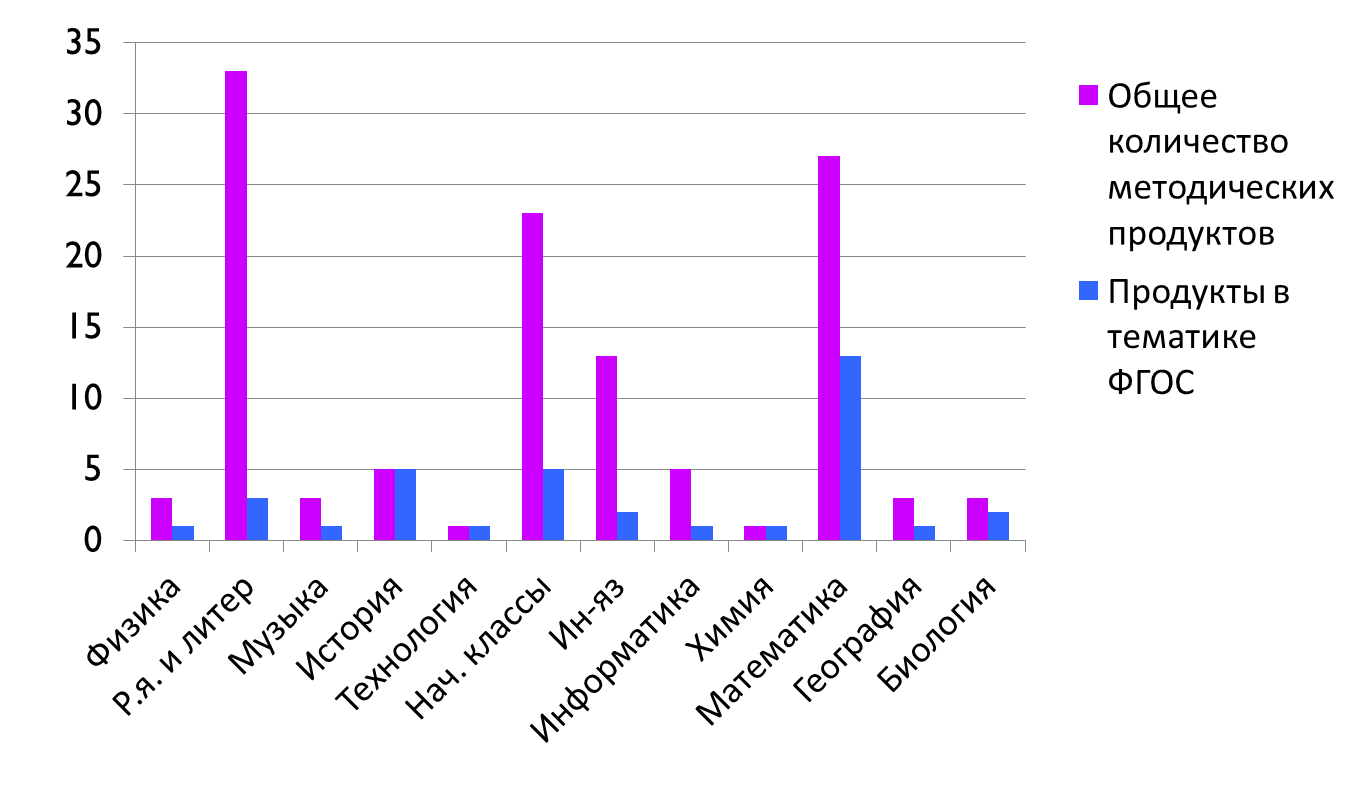 35
30
25
20
15
10
5
0
Физика
Р.я. и литер
Музыка
История
Технология
Нач. классы
Ин-яз
Информатика
Химия
Математика
География
Биология
Общее
количество
методических
продуктов
Продукты в
тематике
ФГОС